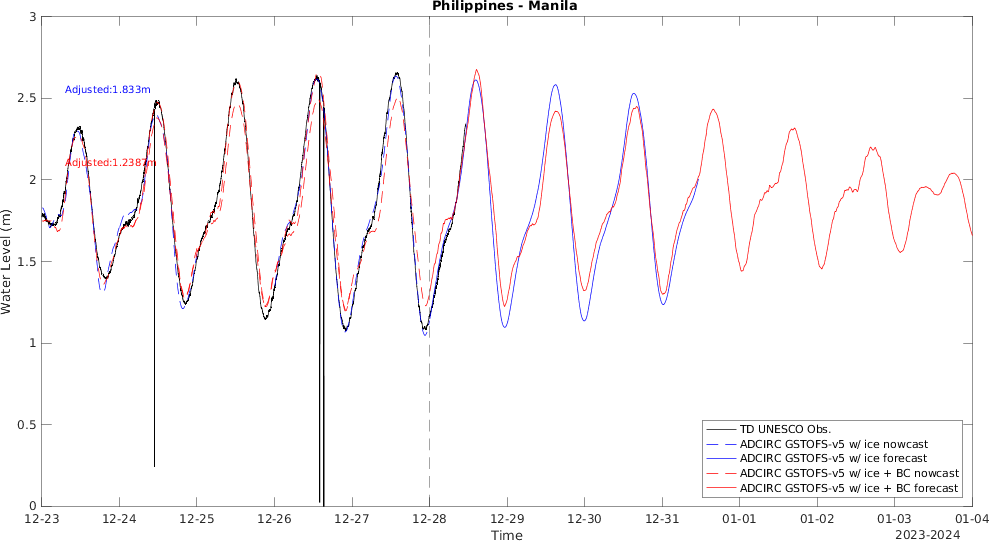 Philippines - Manila
3
2.5
2
1.5
1
0.5
0
Water Level (m)
Adjusted:1.833m
Adjusted:1.2387m
TD UNESCO Obs.
ADCIRC GSTOFS-v5 w/ ice nowcast
ADCIRC GSTOFS-v5 w/ ice forecast
ADCIRC GSTOFS-v5 w/ ice + BC nowcast
ADCIRC GSTOFS-v5 w/ ice + BC forecast
12-23 12-24 12-25 12-26 12-27 12-28 12-29 12-30 12-31 01-01 01-02 01-03 01-04
Time
2023-2024